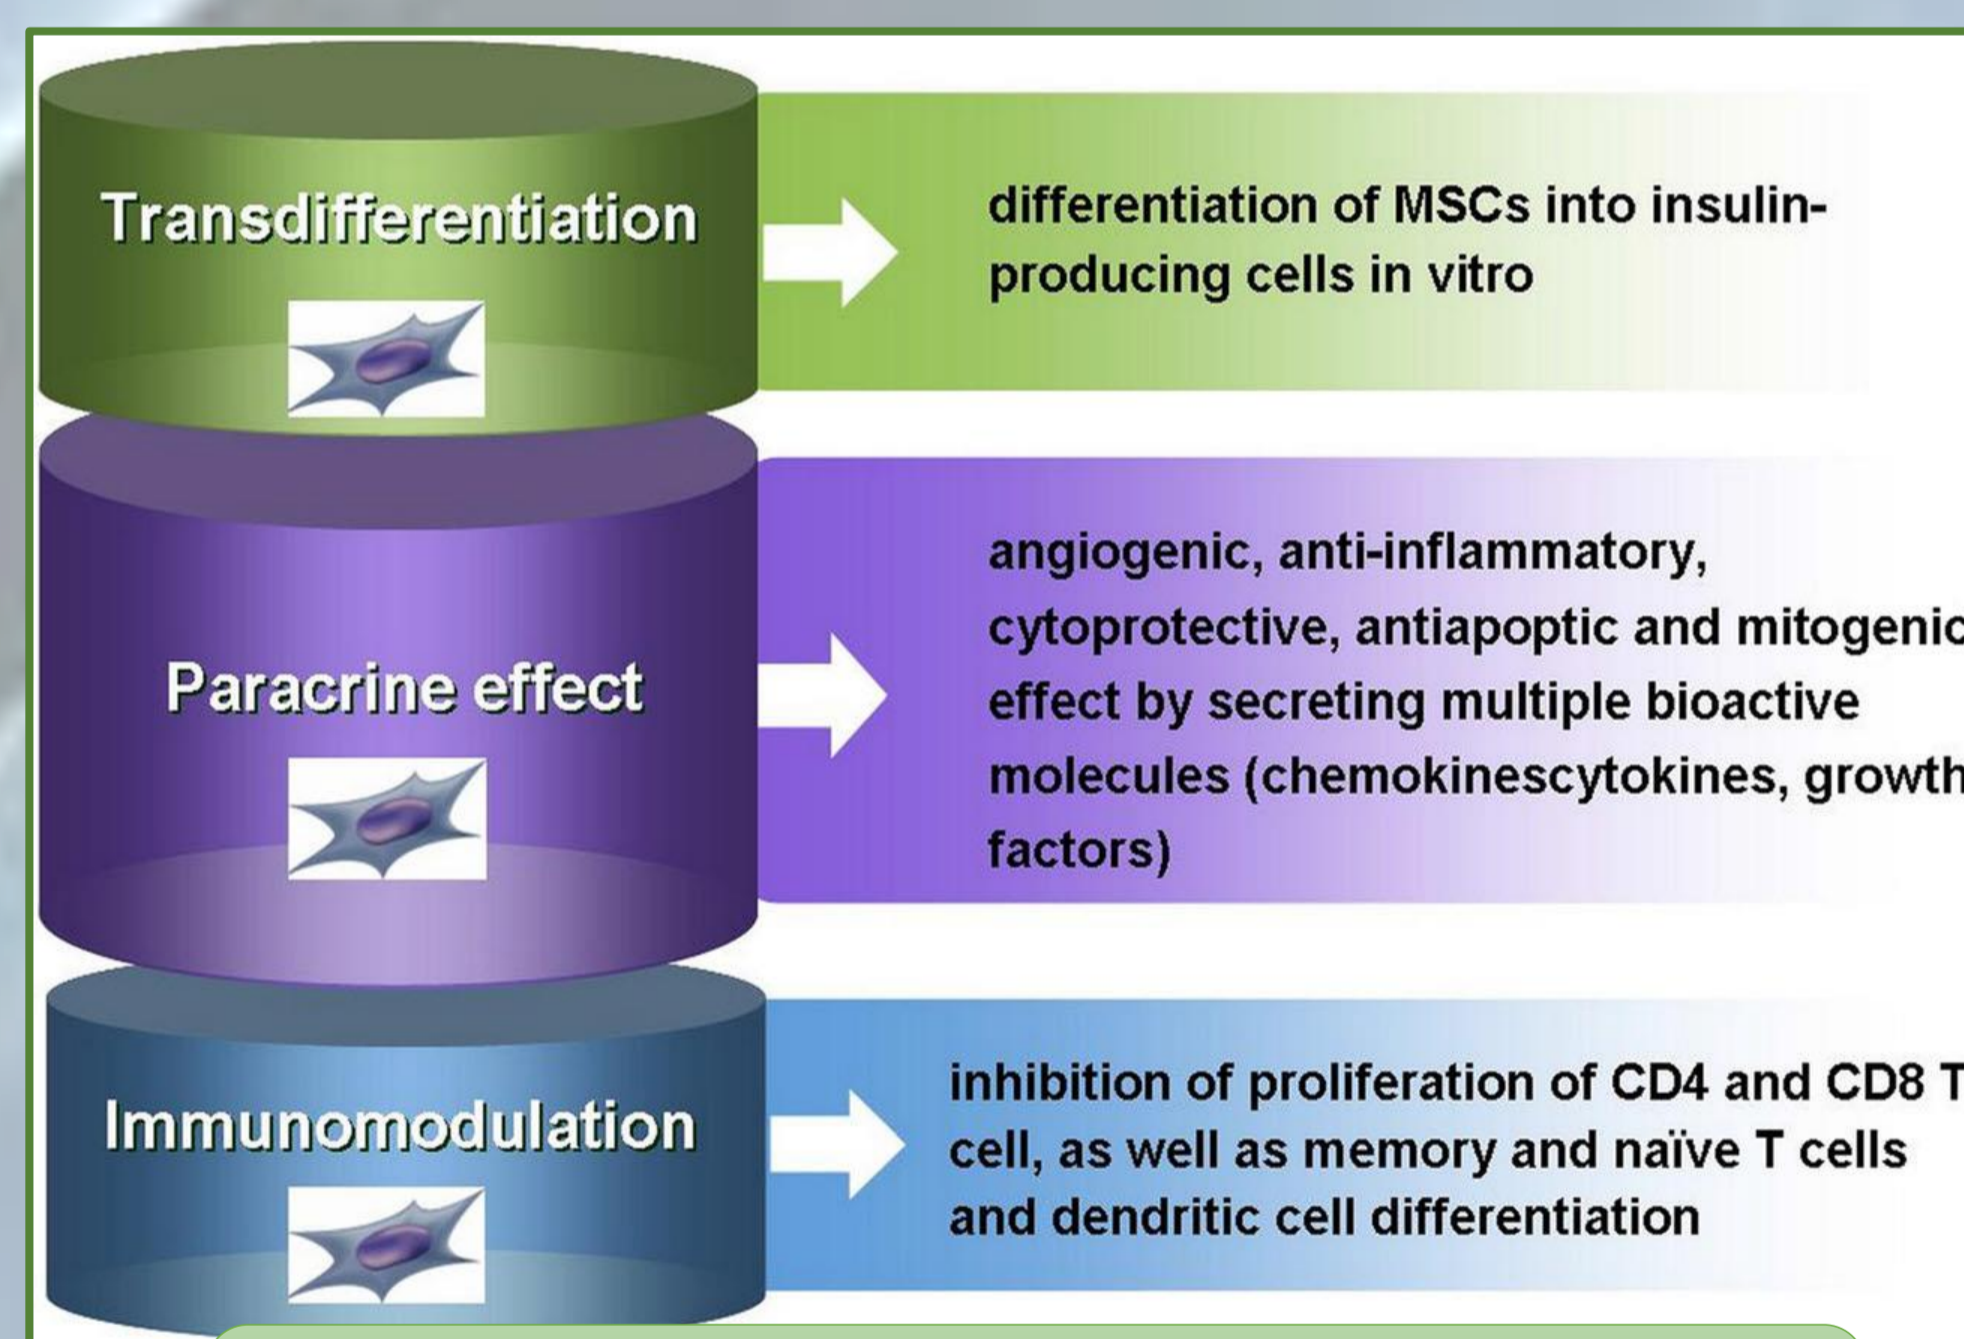 Transdifferentiation
differentiation of MSCs into insulin-
producing cells in vitro
Paracrine effect
angiogenic, anti-inflammatory,
cytoprotective, antiapoptic and mitogenic
effect by secreting multiple bioactive
molecules (chemokinescytokines, growth
factors)
Immunomodulation
inhibition of proliferation of CD4 and CD8 T
cell, as well as memory and naïve T cells
and dendritic cell differentiation